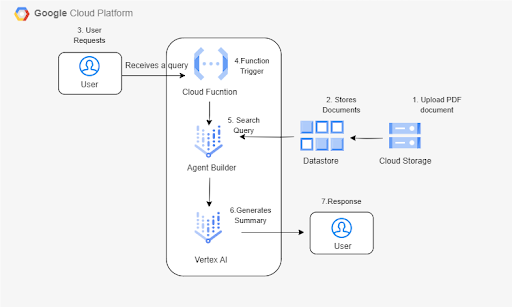 Google Cloud Platform
3. User
Requests
User
Receives a query
4.Function
Trigger
Cloud Fucntion
5. Search
Query
Agent Builder
2. Stores
Documents
Datastore
1. Upload PDF
document
Cloud Storage
6.Generates
Summary
Vertex AI
7.Response
User